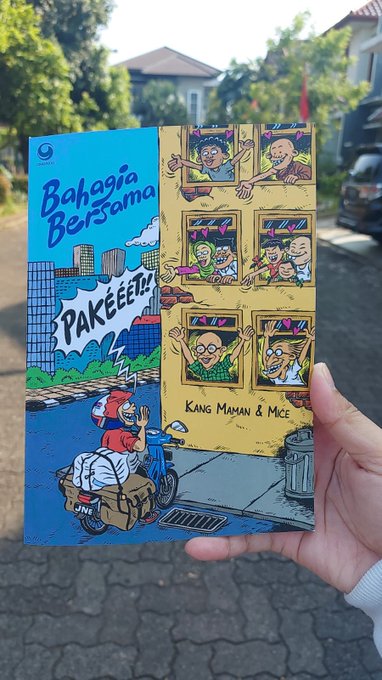 Bahagia
Bersama
PAKÉÉÉT!!
KANG MAMAN & MICE
JNE